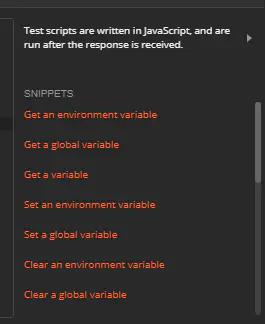 Test scripts are written in JavaScript, and are
run after the response is received.
SNIPPETS
Get an environment variable
Get a global variable
Get a variable
Set an environment variable
Set a global variable
Clear an environment variable
Clear a global variable